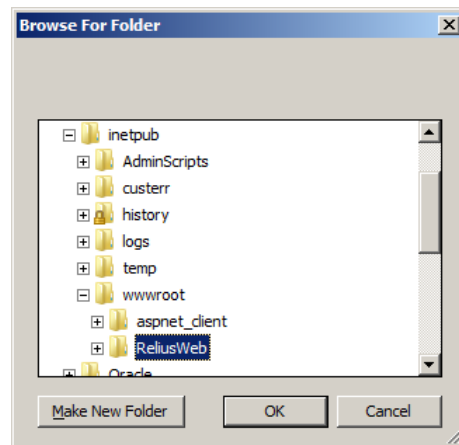 Browse For Folder
inetpub
AdminScripts
custerr
history
logs
temp
wwwroot
aspnet_client
ReliusWeb
Oracle
Make New Folder
OK
Cancel